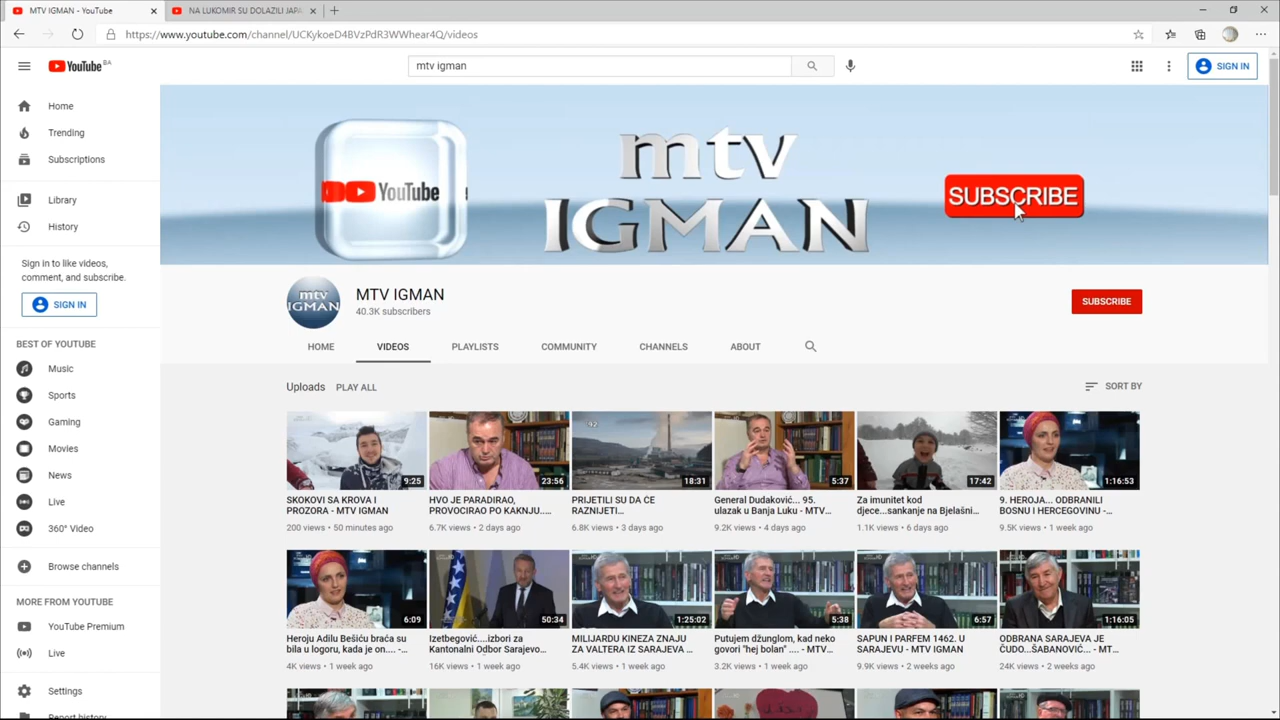 MTV IGMAN - YouTube
NA LUKOMIR SU DOLAZILI JAPA
https://www.youtube.com/channel/UCKykoeD4BVzPdR3WWhear4Q/videos
YouTube BA
mtv igman
SIGN IN
Home
Trending
Subscriptions
Library
History
Sign in to like videos,
comment, and subscribe.
SIGN IN
BEST OF YOUTUBE
Music
Sports
Gaming
Movies
News
Live
360° Video
Browse channels
MORE FROM YOUTUBE
YouTube Premium
Live
Settings
Report history
YouTube
mtv
IGMAN
SUBSCRIBE
mtv
IGMAN
MTV IGMAN
40.3K subscribers
SUBSCRIBE
HOME VIDEOS PLAYLISTS COMMUNITY CHANNELS ABOUT
Uploads PLAY ALL
SORT BY
9:25
SKOKOVI SA KROVA I
PROZORA - MTV IGMAN
200 views • 50 minutes ago
23:56
HVO JE PARADIRAO,
PROVOCIRAO PO KAKNJU....
6.7K views • 2 days ago
'92
18:31
PRIJETILI SU DA ĆE
RAZNIJETI...
6.8K views • 3 days ago
5:37
General Dudaković... 95.
ulazak u Banja Luku - MTV...
9.2K views • 4 days ago
17:42
Za imunitet kod
djece...sankanje na Bjelašni...
1.1K views • 6 days ago
1:16:53
9. HEROJA... ODBRANILI
BOSNU I HERCEGOVINU -...
9.5K views • 1 week ago
6:09
Heroju Adilu Bešiću braća su
bila u logoru, kada je on.... -...
4K views • 1 week ago
50:34
Izetbegović....izbori za
Kantonalni Odbor Sarajevo...
16K views • 1 week ago
1:25:02
MILIJARDU KINEZA ZNAJU
ZA VALTERA IZ SARAJEVA ...
5.4K views • 1 week ago
5:38
Putujem džunglom, kad neko
govori "hej bolan" .... - MTV...
3.2K views • 1 week ago
6:57
SAPUN I PARFEM 1462. U
SARAJEVU - MTV IGMAN
9.9K views • 2 weeks ago
1:16:05
ODBRANA SARAJEVA JE
ČUDO...ŠABANOVIĆ... - MT...
24K views • 2 weeks ago